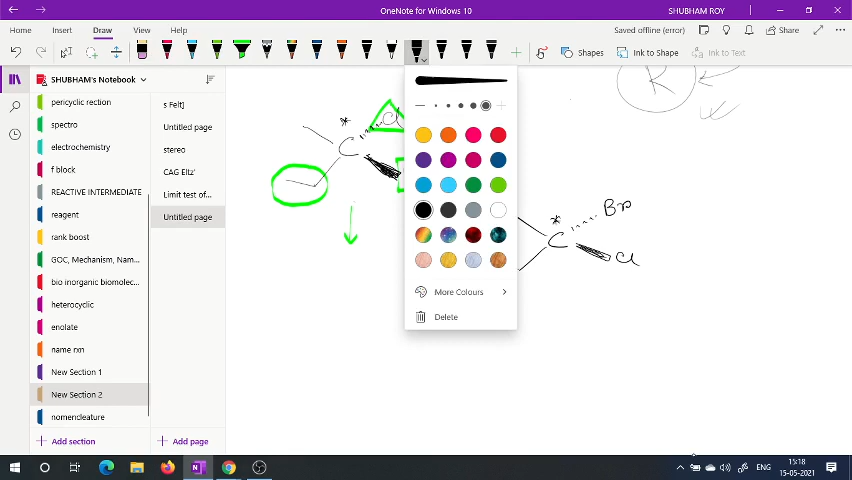 OneNote for Windows 10
SHUBHAM ROY
Home Insert Draw View Help
Saved offline (error)
Share
Shapes
Ink to Shape
Ink to Text
SHUBHAM's Notebook
pericyclic rection
spectro
electrochemistry
f block
REACTIVE INTERMEDIATE
reagent
rank boost
GOC, Mechanism, Nam...
bio inorganic biomolec...
heterocyclic
enolate
name rxn
New Section 1
New Section 2
nomencleature
Add section
s Felt]
Untitled page
stereo
CAG Ellz'
Limit test of...
Untitled page
Add page
R
*
C
Cl
*
C
Br
Cl
More Colours
Delete
ENG
15:18
15-05-2021